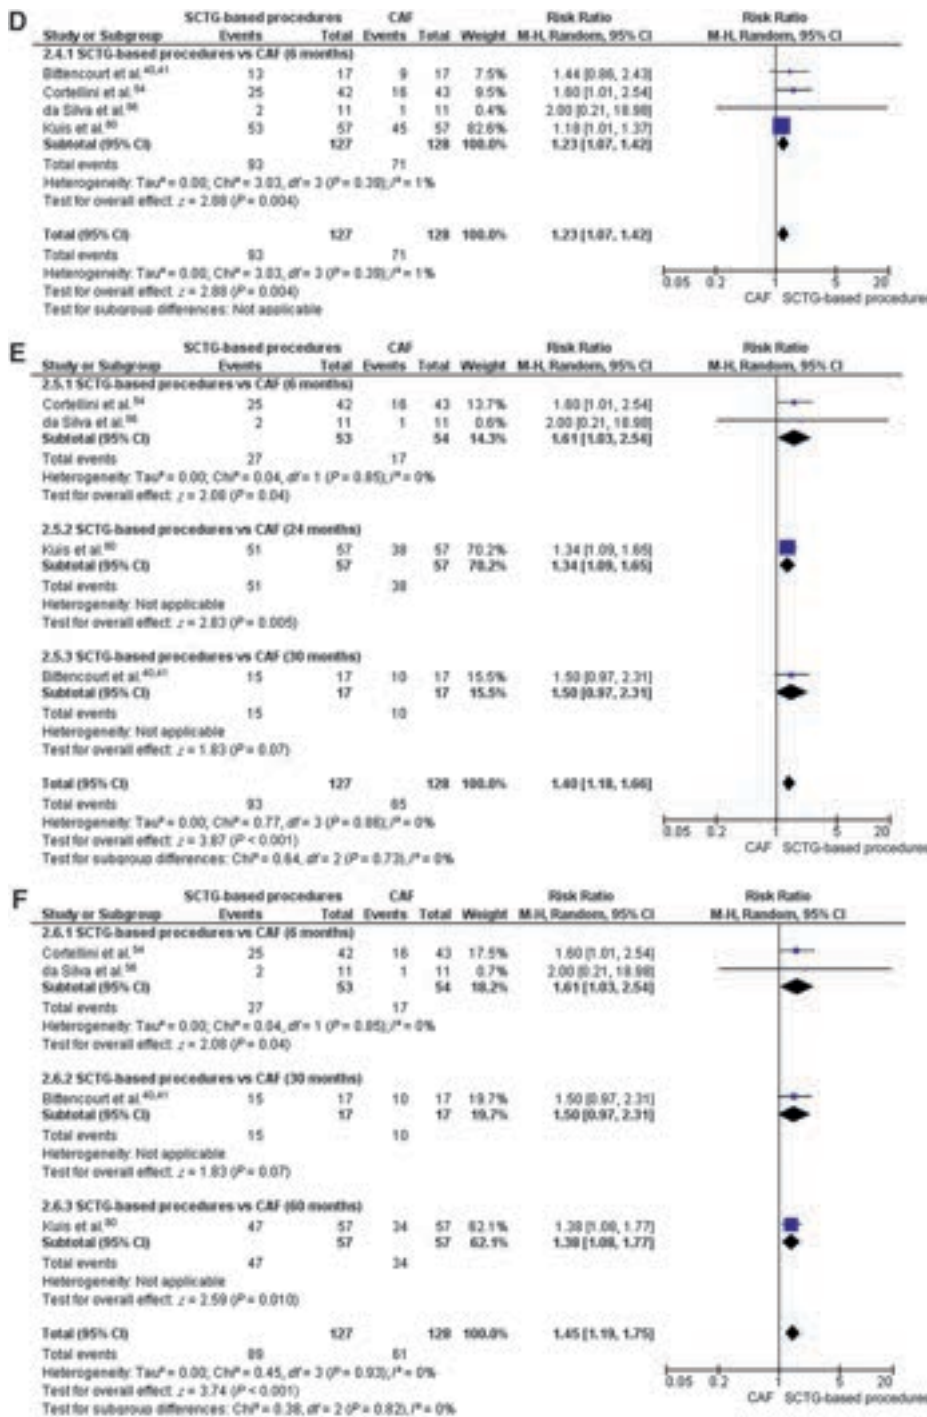 D
SCTG-based procedures CAF Risk Ratio Risk Ratio
Study or Subgroup Events Total Events Total Weight M-H, Random, 95% CI M-H, Random, 95% CI
2.4.1 SCTG-based procedures vs CAF (6 months)
Bittencourt et al.40,41 13 17 9 17 7.5% 1.44 [0.86, 2.43]
Cortellini et al.54 25 42 16 43 9.5% 1.60 [1.01, 2.54]
da Silva et al.56 2 11 1 11 0.4% 2.00 [0.21, 18.98]
Kuis et al.80 53 57 45 57 82.6% 1.18 [1.01, 1.37]
Subtotal (95% CI) 127 128 100.0% 1.23 [1.07, 1.42]
Total events 93 71
Heterogeneity: Tau² = 0.00; Chi² = 3.03, df = 3 (P = 0.39); I² = 1%
Test for overall effect: z = 2.88 (P = 0.004)
Total (95% CI) 127 128 100.0% 1.23 [1.07, 1.42]
Total events 93 71
Heterogeneity: Tau² = 0.00; Chi² = 3.03, df = 3 (P = 0.39); I² = 1%
Test for overall effect: z = 2.88 (P = 0.004)
Test for subgroup differences: Not applicable
0.05 0.2 1 5 20
CAF SCTG-based procedures
E
SCTG-based procedures CAF Risk Ratio Risk Ratio
Study or Subgroup Events Total Events Total Weight M-H, Random, 95% CI M-H, Random, 95% CI
2.5.1 SCTG-based procedures vs CAF (6 months)
Cortellini et al.54 25 42 16 43 13.7% 1.60 [1.01, 2.54]
da Silva et al.56 2 11 1 11 0.6% 2.00 [0.21, 18.98]
Subtotal (95% CI) 53 54 14.3% 1.61 [1.03, 2.54]
Total events 27 17
Heterogeneity: Tau² = 0.00; Chi² = 0.04, df = 1 (P = 0.85); I² = 0%
Test for overall effect: z = 2.08 (P = 0.04)
2.5.2 SCTG-based procedures vs CAF (24 months)
Kuis et al.80 51 57 38 57 70.2% 1.34 [1.09, 1.65]
Subtotal (95% CI) 57 57 70.2% 1.34 [1.09, 1.65]
Total events 51 38
Heterogeneity: Not applicable
Test for overall effect: z = 2.83 (P = 0.005)
2.5.3 SCTG-based procedures vs CAF (30 months)
Bittencourt et al.40,41 15 17 10 17 15.5% 1.50 [0.97, 2.31]
Subtotal (95% CI) 17 17 15.5% 1.50 [0.97, 2.31]
Total events 15 10
Heterogeneity: Not applicable
Test for overall effect: z = 1.83 (P = 0.07)
Total (95% CI) 127 128 100.0% 1.40 [1.18, 1.66]
Total events 93 65
Heterogeneity: Tau² = 0.00; Chi² = 0.77, df = 3 (P = 0.86); I² = 0%
Test for overall effect: z = 3.87 (P < 0.001)
Test for subgroup differences: Chi² = 0.64, df = 2 (P = 0.73), I² = 0%
0.05 0.2 1 5 20
CAF SCTG-based procedures
F
SCTG-based procedures CAF Risk Ratio Risk Ratio
Study or Subgroup Events Total Events Total Weight M-H, Random, 95% CI M-H, Random, 95% CI
2.6.1 SCTG-based procedures vs CAF (6 months)
Cortellini et al.54 25 42 16 43 17.5% 1.60 [1.01, 2.54]
da Silva et al.56 2 11 1 11 0.7% 2.00 [0.21, 18.98]
Subtotal (95% CI) 53 54 18.2% 1.61 [1.03, 2.54]
Total events 27 17
Heterogeneity: Tau² = 0.00; Chi² = 0.04, df = 1 (P = 0.85); I² = 0%
Test for overall effect: z = 2.08 (P = 0.04)
2.6.2 SCTG-based procedures vs CAF (30 months)
Bittencourt et al.40,41 15 17 10 17 19.7% 1.50 [0.97, 2.31]
Subtotal (95% CI) 17 17 19.7% 1.50 [0.97, 2.31]
Total events 15 10
Heterogeneity: Not applicable
Test for overall effect: z = 1.83 (P = 0.07)
2.6.3 SCTG-based procedures vs CAF (60 months)
Kuis et al.80 47 57 34 57 62.1% 1.38 [1.08, 1.77]
Subtotal (95% CI) 57 57 62.1% 1.38 [1.08, 1.77]
Total events 47 34
Heterogeneity: Not applicable
Test for overall effect: z = 2.59 (P = 0.010)
Total (95% CI) 127 128 100.0% 1.45 [1.19, 1.75]
Total events 89 61
Heterogeneity: Tau² = 0.00; Chi² = 0.45, df = 3 (P = 0.93); I² = 0%
Test for overall effect: z = 3.74 (P < 0.001)
Test for subgroup differences: Chi² = 0.38, df = 2 (P = 0.82), I² = 0%
0.05 0.2 1 5 20
CAF SCTG-based procedures